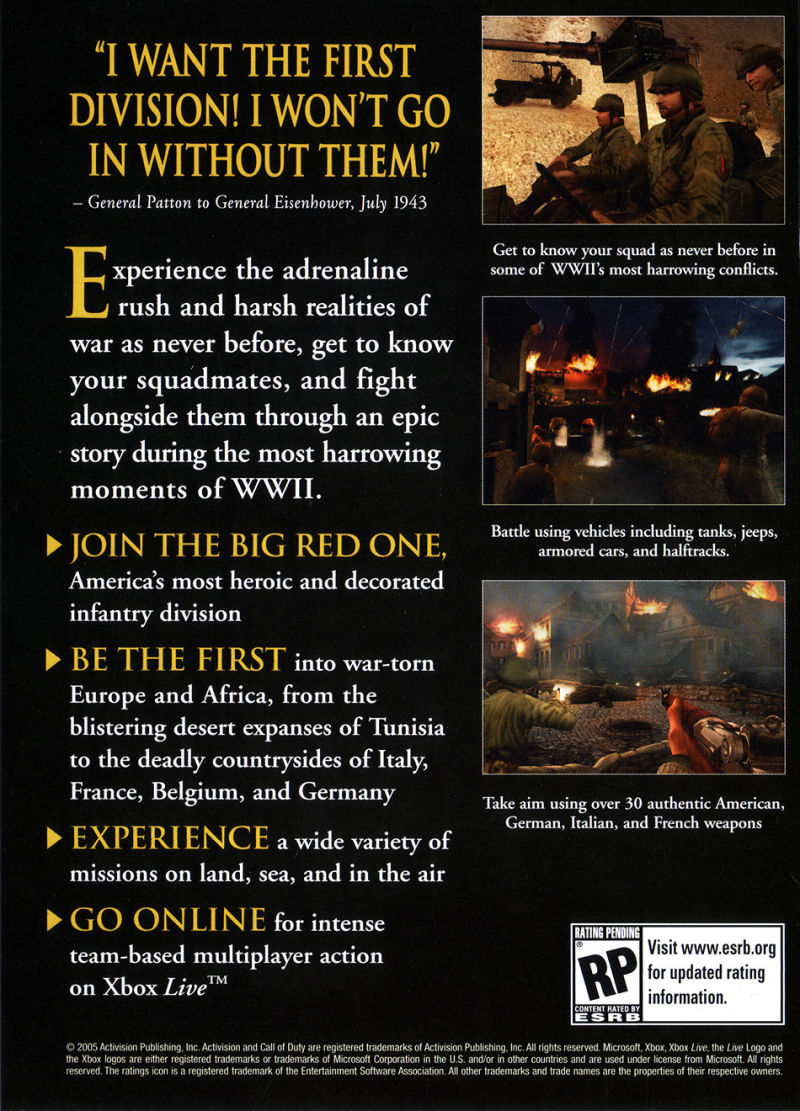 “I WANT THE FIRST
DIVISION! I WON’T GO
IN WITHOUT THEM!”
– General Patton to General Eisenhower, July 1943
Experience the adrenaline
rush and harsh realities of
war as never before, get to know
your squadmates, and fight
alongside them through an epic
story during the most harrowing
moments of WWII.
JOIN THE BIG RED ONE,
America’s most heroic and decorated
infantry division
BE THE FIRST into war-torn
Europe and Africa, from the
blistering desert expanses of Tunisia
to the deadly countrysides of Italy,
France, Belgium, and Germany
EXPERIENCE a wide variety of
missions on land, sea, and in the air
GO ONLINE for intense
team-based multiplayer action
on Xbox Live™
Get to know your squad as never before in
some of WWII’s most harrowing conflicts.
Battle using vehicles including tanks, jeeps,
armored cars, and halftracks.
Take aim using over 30 authentic American,
German, Italian, and French weapons
RATING PENDING
RP
®
CONTENT RATED BY
ESRB
Visit www.esrb.org
for updated rating
information.
© 2005 Activision Publishing, Inc. Activision and Call of Duty are registered trademarks of Activision Publishing, Inc. All rights reserved. Microsoft, Xbox, Xbox Live, the Live Logo and
the Xbox logos are either registered trademarks or trademarks of Microsoft Corporation in the U.S. and/or in other countries and are used under license from Microsoft. All rights
reserved. The ratings icon is a registered trademark of the Entertainment Software Association. All other trademarks and trade names are the properties of their respective owners.